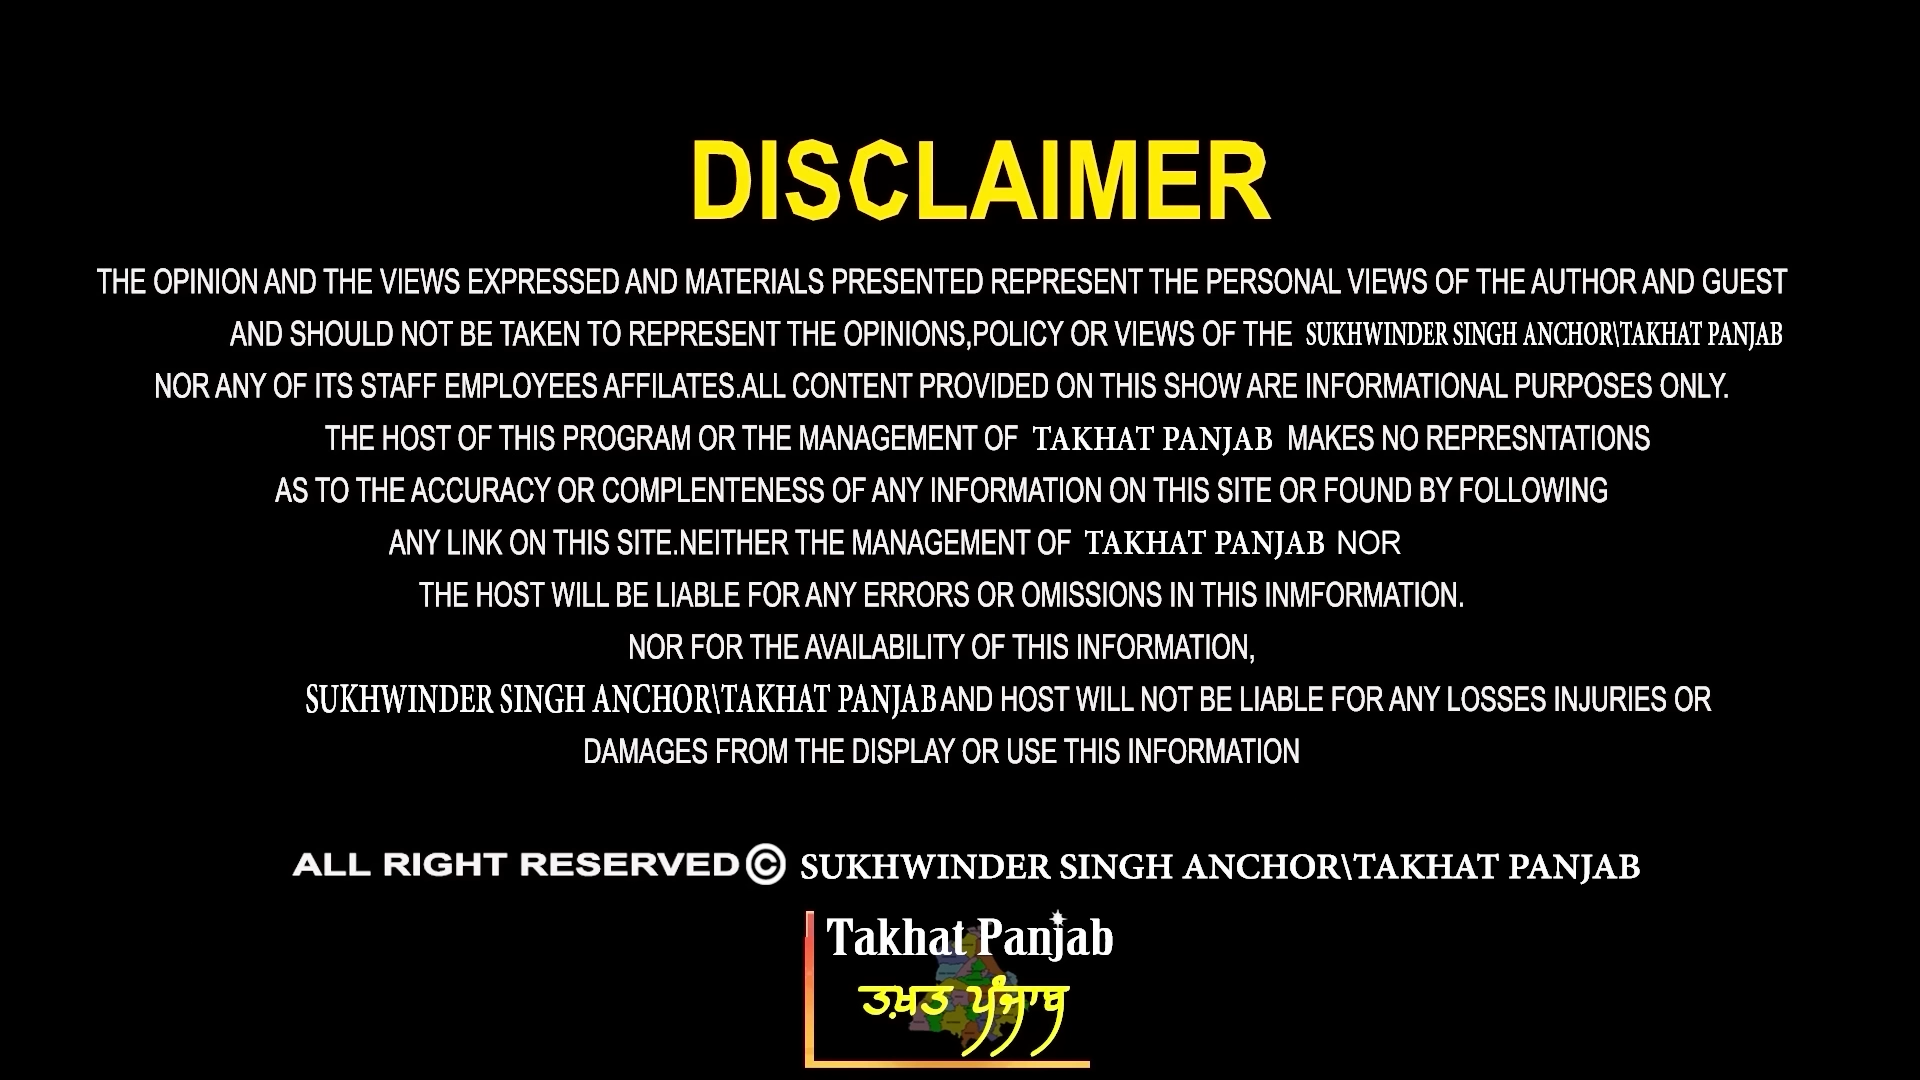 DISCLAIMER
THE OPINION AND THE VIEWS EXPRESSED AND MATERIALS PRESENTED REPRESENT THE PERSONAL VIEWS OF THE AUTHOR AND GUEST
AND SHOULD NOT BE TAKEN TO REPRESENT THE OPINIONS,POLICY OR VIEWS OF THE SUKHWINDER SINGH ANCHOR\TAKHAT PANJAB
NOR ANY OF ITS STAFF EMPLOYEES AFFILATES.ALL CONTENT PROVIDED ON THIS SHOW ARE INFORMATIONAL PURPOSES ONLY.
THE HOST OF THIS PROGRAM OR THE MANAGEMENT OF TAKHAT PANJAB MAKES NO REPRESNTATIONS
AS TO THE ACCURACY OR COMPLENTENESS OF ANY INFORMATION ON THIS SITE OR FOUND BY FOLLOWING
ANY LINK ON THIS SITE.NEITHER THE MANAGEMENT OF TAKHAT PANJAB NOR
THE HOST WILL BE LIABLE FOR ANY ERRORS OR OMISSIONS IN THIS INMFORMATION.
NOR FOR THE AVAILABILITY OF THIS INFORMATION,
SUKHWINDER SINGH ANCHOR\TAKHAT PANJAB AND HOST WILL NOT BE LIABLE FOR ANY LOSSES INJURIES OR
DAMAGES FROM THE DISPLAY OR USE THIS INFORMATION
ALL RIGHT RESERVED © SUKHWINDER SINGH ANCHOR\TAKHAT PANJAB
Takhat Panjab
ਤਖ਼ਤ ਪੰਜਾਬ